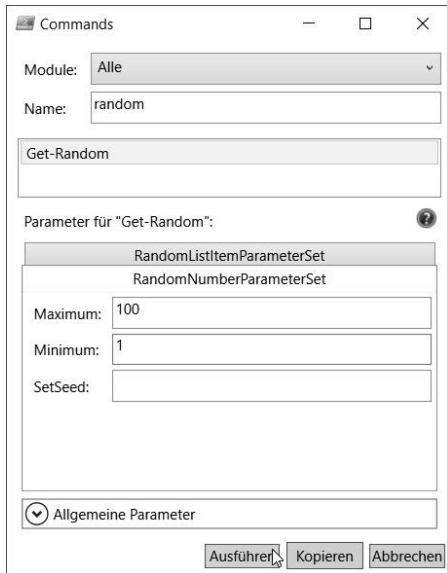 Commands
Module: Alle
Name: random
Get-Random
Parameter für "Get-Random":
RandomListItemParameterSet
RandomNumberParameterSet
Maximum: 100
Minimum: 1
SetSeed:
Allgemeine Parameter
Ausführen Kopieren Abbrechen